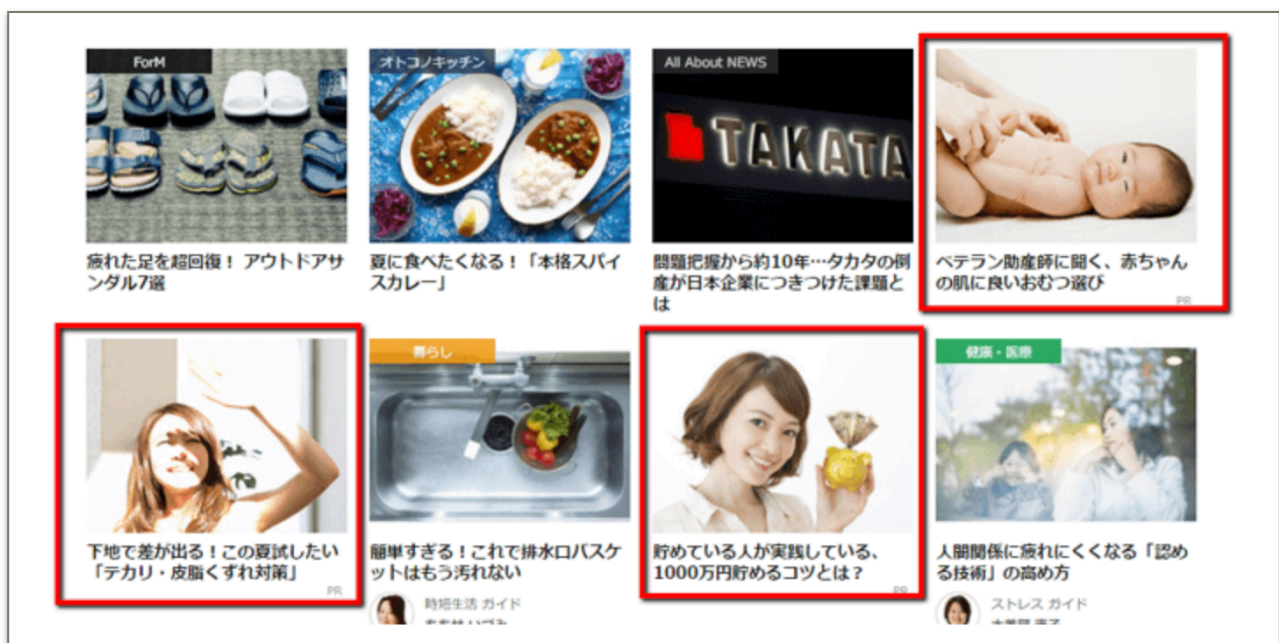 ForM
オトコノキッチン
All About NEWS
TAKATA
疲れた足を超回復！ アウトドアサ
ンダル7選
夏に食べたくなる！「本格スパイ
スカレー」
問題把握から約10年…タカタの倒
産が日本企業につきつけた課題と
は
ベテラン助産師に聞く、赤ちゃん
の肌に良いおむつ選び
PR
暮らし
健康・医療
下地で差が出る！この夏試したい
「テカリ・皮脂くずれ対策」
PR
簡単すぎる！これで排水口バスケ
ットはもう汚れない
時短生活 ガイド
貯めている人が実践している、
1000万円貯めるコツとは？
PR
人間関係に疲れにくくなる「認め
る技術」の高め方
ストレス ガイド